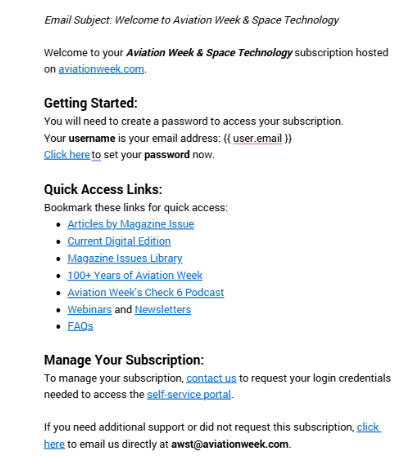 Email Subject: Welcome to Aviation Week & Space Technology
Welcome to your Aviation Week & Space Technology subscription hosted
on aviationweek.com.
Getting Started:
You will need to create a password to access your subscription.
Your username is your email address: {{ user.email }}
Click here to set your password now.
Quick Access Links:
Bookmark these links for quick access:
• Articles by Magazine Issue
• Current Digital Edition
• Magazine Issues Library
• 100+ Years of Aviation Week
• Aviation Week's Check 6 Podcast
• Webinars and Newsletters
• FAQs
Manage Your Subscription:
To manage your subscription, contact us to request your login credentials
needed to access the self-service portal.
If you need additional support or did not request this subscription, click
here to email us directly at awst@aviationweek.com.